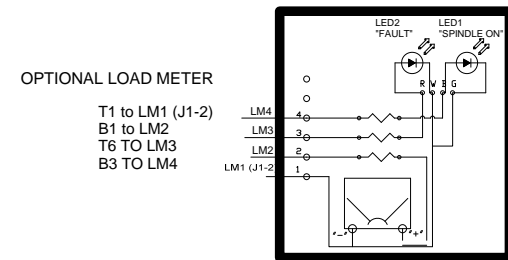 LED2
"FAULT"
LED1
"SPINDLE ON"
R W B G
OPTIONAL LOAD METER
T1 to LM1 (J1-2)
B1 to LM2
T6 TO LM3
B3 TO LM4
LM4
4
LM3
3
LM2
2
LM1 (J1-2
1
"-"
"+"